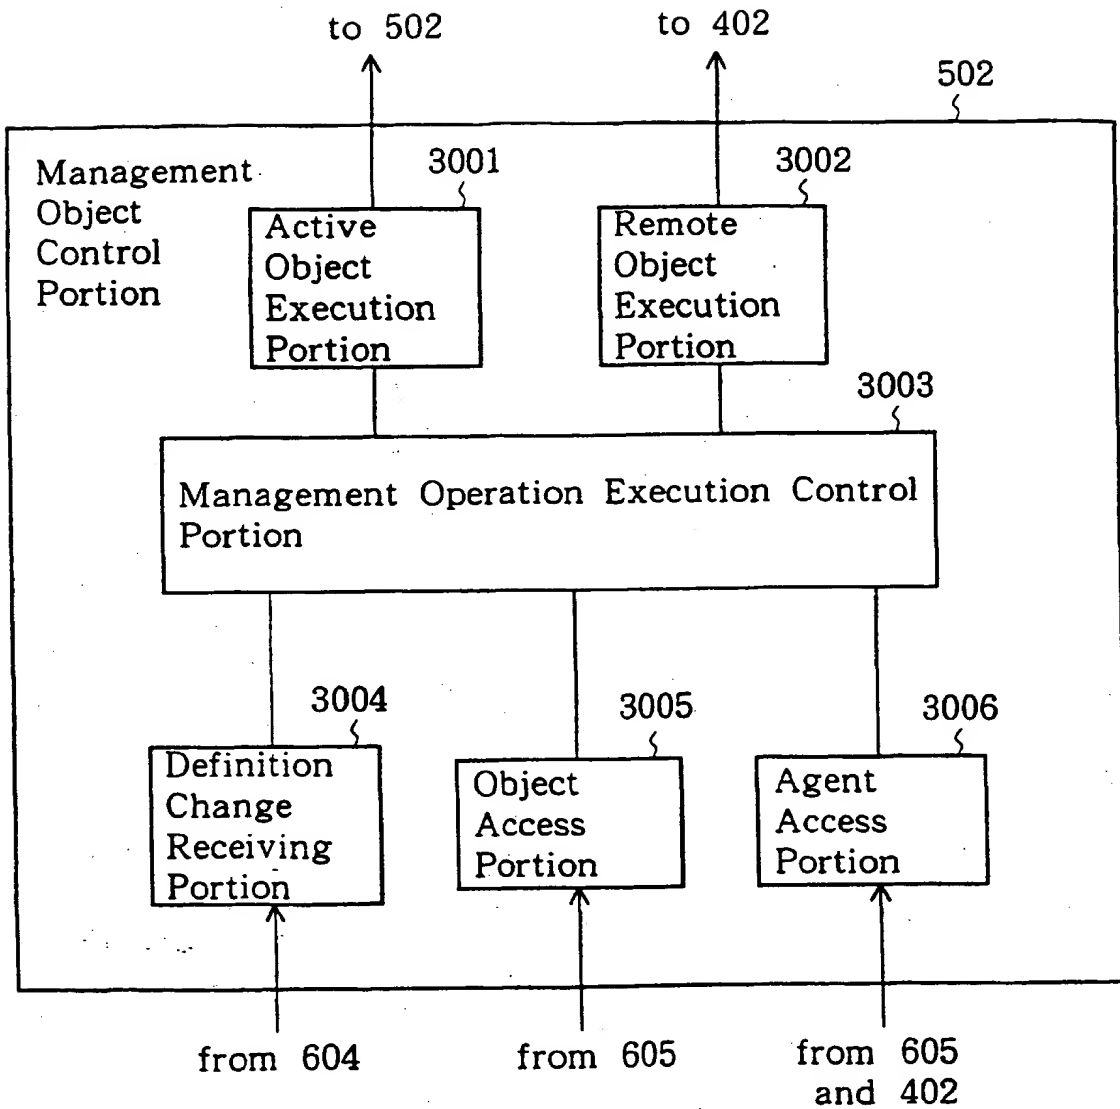 to 502
to 402
502
Management
Object
Control
Portion
3001
Active
Object
Execution
Portion
3002
Remote
Object
Execution
Portion
3003
Management Operation Execution Control
Portion
3004
Definition
Change
Receiving
Portion
3005
Object
Access
Portion
3006
Agent
Access
Portion
from 604
from 605
from 605
and 402